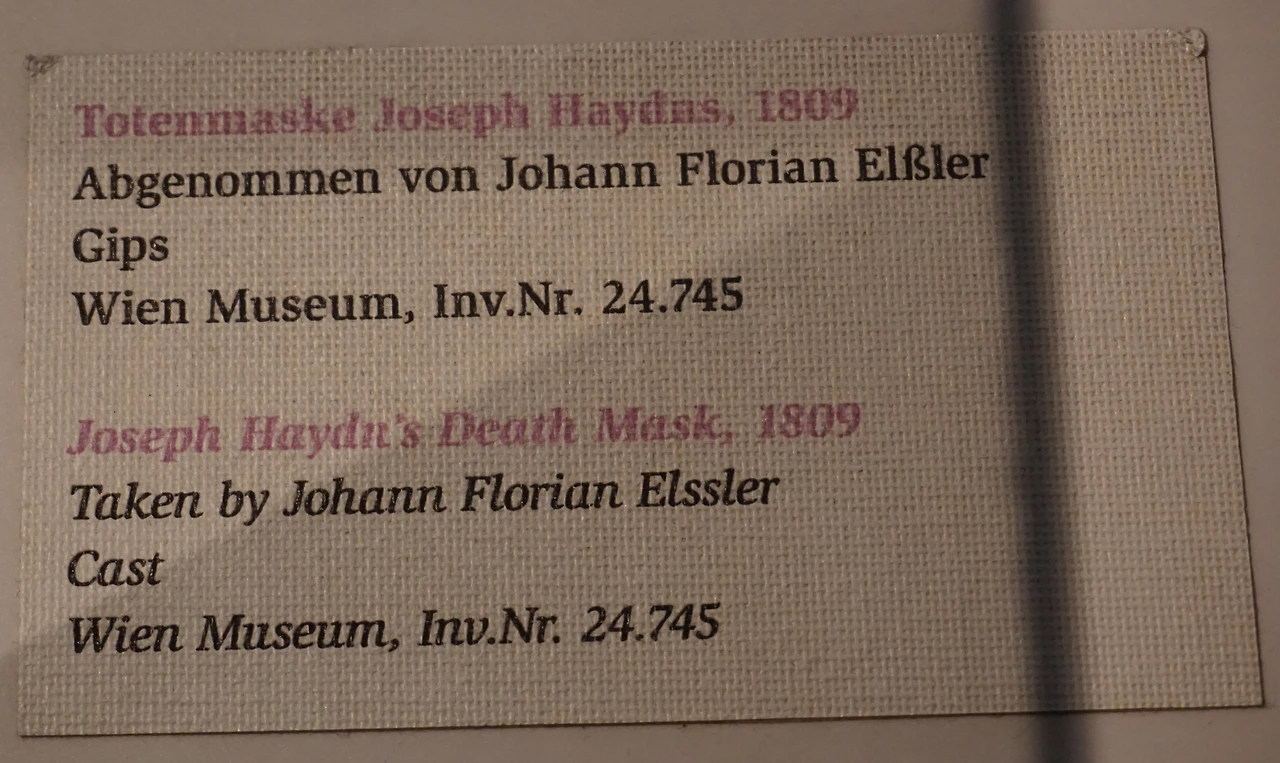 Totenmaske Joseph Haydns, 1809
Abgenommen von Johann Florian Elßler
Gips
Wien Museum, Inv.Nr. 24.745
Joseph Haydn's Death Mask, 1809
Taken by Johann Florian Elssler
Cast
Wien Museum, Inv.Nr. 24.745